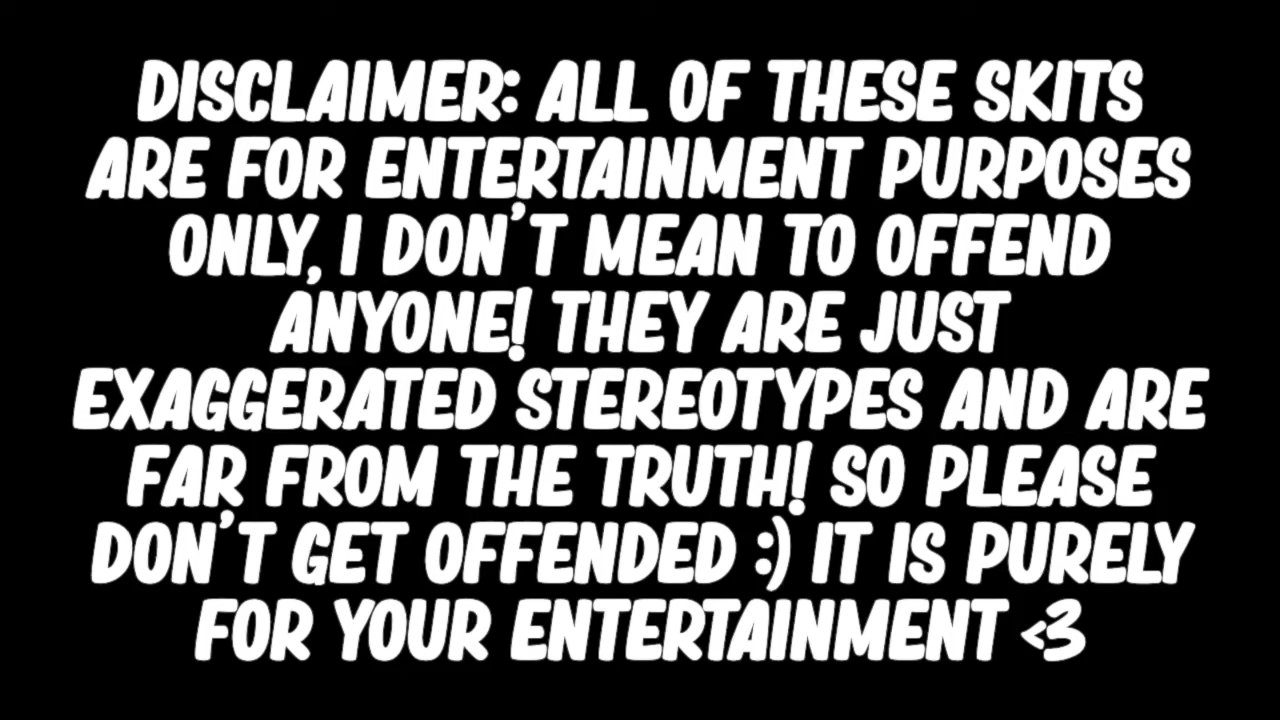 DISCLAIMER: ALL OF THESE SKITS
ARE FOR ENTERTAINMENT PURPOSES
ONLY, I DON'T MEAN TO OFFEND
ANYONE! THEY ARE JUST
EXAGGERATED STEREOTYPES AND ARE
FAR FROM THE TRUTH! SO PLEASE
DON'T GET OFFENDED :) IT IS PURELY
FOR YOUR ENTERTAINMENT <3